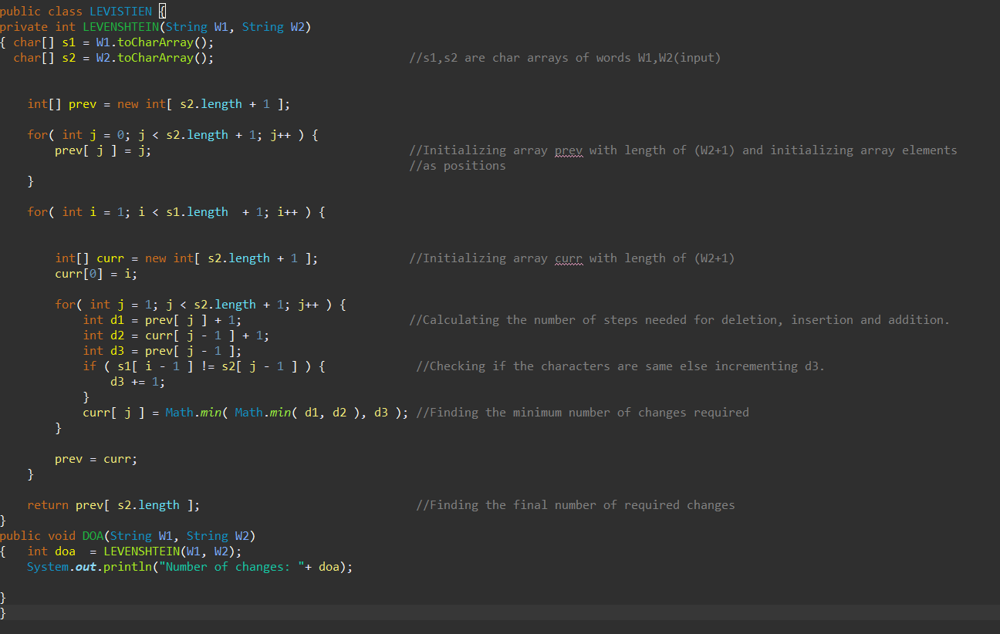 public class LEVISTIEN {
private int LEVENSHTEIN(String W1, String W2)
{ char[] s1 = W1.toCharArray();
  char[] s2 = W2.toCharArray();                            //s1,s2 are char arrays of words W1,W2(input)
    int[] prev = new int[ s2.length + 1 ];
    for( int j = 0; j < s2.length + 1; j++ ) {
        prev[ j ] = j;                                     //Initializing array prev with length of (W2+1) and initializing array elements
                                                           //as positions
    }
    for( int i = 1; i < s1.length  + 1; i++ ) {
        int[] curr = new int[ s2.length + 1 ];             //Initializing array curr with length of (W2+1)
        curr[0] = i;
        for( int j = 1; j < s2.length + 1; j++ ) {
            int d1 = prev[ j ] + 1;                        //Calculating the number of steps needed for deletion, insertion and addition.
            int d2 = curr[ j - 1 ] + 1;
            int d3 = prev[ j - 1 ];
            if ( s1[ i - 1 ] != s2[ j - 1 ] ) {             //Checking if the characters are same else incrementing d3.
                d3 += 1;
            }
            curr[ j ] = Math.min( Math.min( d1, d2 ), d3 ); //Finding the minimum number of changes required
        }
        prev = curr;
    }
    return prev[ s2.length ];                               //Finding the final number of required changes
}
public void DOA(String W1, String W2)
{   int doa  = LEVENSHTEIN(W1, W2);
    System.out.println("Number of changes: "+ doa);
}
}